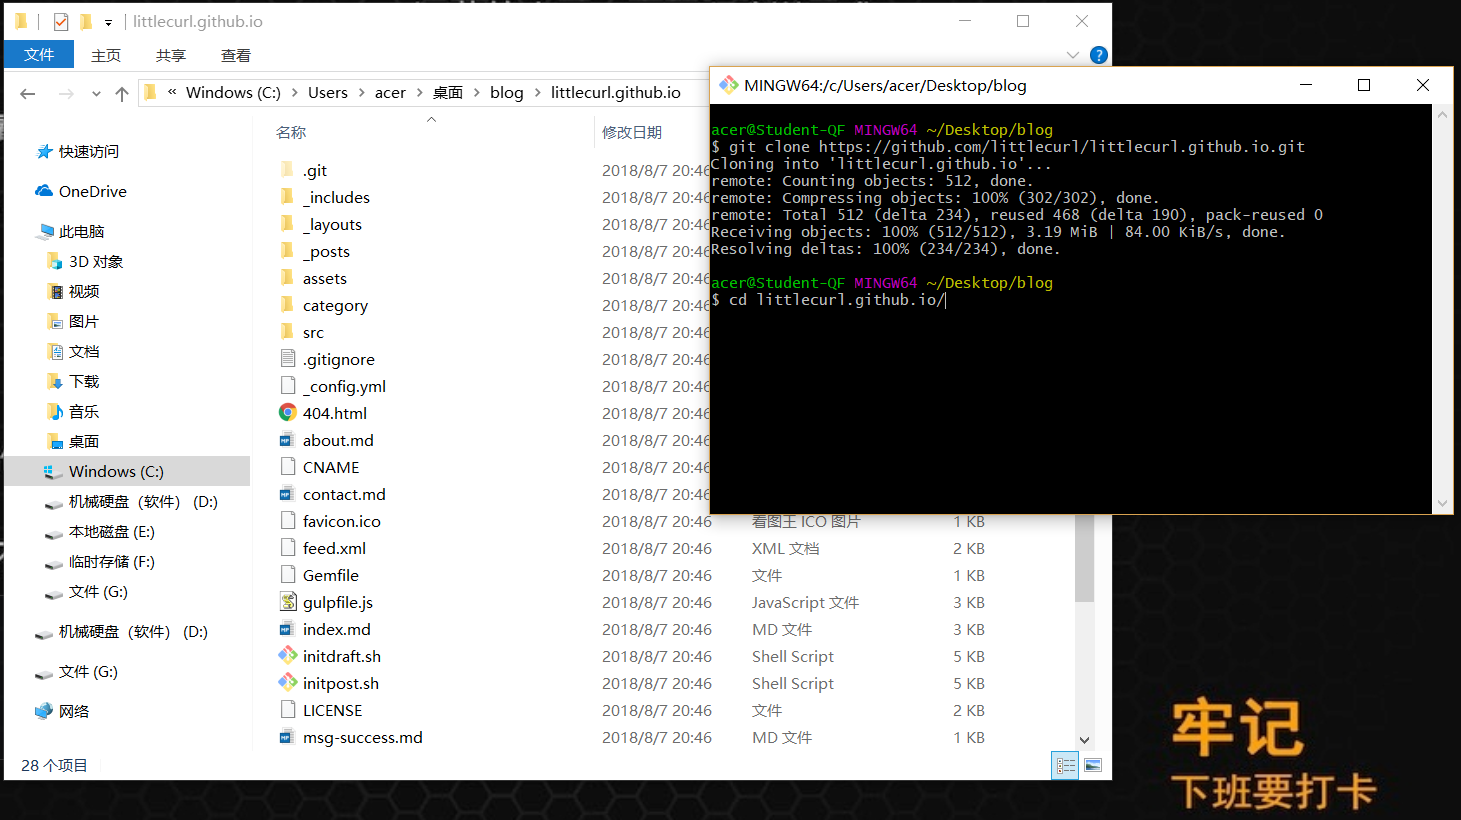 littlecurl.github.io
文件 主页 共享 查看
« Windows (C:) > Users > acer > 桌面 > blog > littlecurl.github.io
名称 修改日期
快速访问
OneDrive
此电脑
3D 对象
视频
图片
文档
下载
音乐
桌面
Windows (C:)
机械硬盘（软件） (D:)
本地磁盘 (E:)
临时存储 (F:)
文件 (G:)
机械硬盘（软件） (D:)
文件 (G:)
网络
.git 2018/8/7 20:46
_includes 2018/8/7 20:46
_layouts 2018/8/7 20:46
_posts 2018/8/7 20:46
assets 2018/8/7 20:46
category 2018/8/7 20:46
src 2018/8/7 20:46
.gitignore 2018/8/7 20:46
_config.yml 2018/8/7 20:46
404.html 2018/8/7 20:46
about.md 2018/8/7 20:46
CNAME 2018/8/7 20:46
contact.md 2018/8/7 20:46
favicon.ico 2018/8/7 20:46 看图王 ICO 图片 1 KB
feed.xml 2018/8/7 20:46 XML 文档 2 KB
Gemfile 2018/8/7 20:46 文件 1 KB
gulpfile.js 2018/8/7 20:46 JavaScript 文件 3 KB
index.md 2018/8/7 20:46 MD 文件 3 KB
initdraft.sh 2018/8/7 20:46 Shell Script 5 KB
initpost.sh 2018/8/7 20:46 Shell Script 5 KB
LICENSE 2018/8/7 20:46 文件 2 KB
msg-success.md 2018/8/7 20:46 MD 文件 1 KB
28 个项目
MINGW64:/c/Users/acer/Desktop/blog
acer@Student-QF MINGW64 ~/Desktop/blog
$ git clone https://github.com/littlecurl/littlecurl.github.io.git
Cloning into 'littlecurl.github.io'...
remote: Counting objects: 512, done.
remote: Compressing objects: 100% (302/302), done.
remote: Total 512 (delta 234), reused 468 (delta 190), pack-reused 0
Receiving objects: 100% (512/512), 3.19 MiB | 84.00 KiB/s, done.
Resolving deltas: 100% (234/234), done.
acer@Student-QF MINGW64 ~/Desktop/blog
$ cd littlecurl.github.io/
牢记
下班要打卡